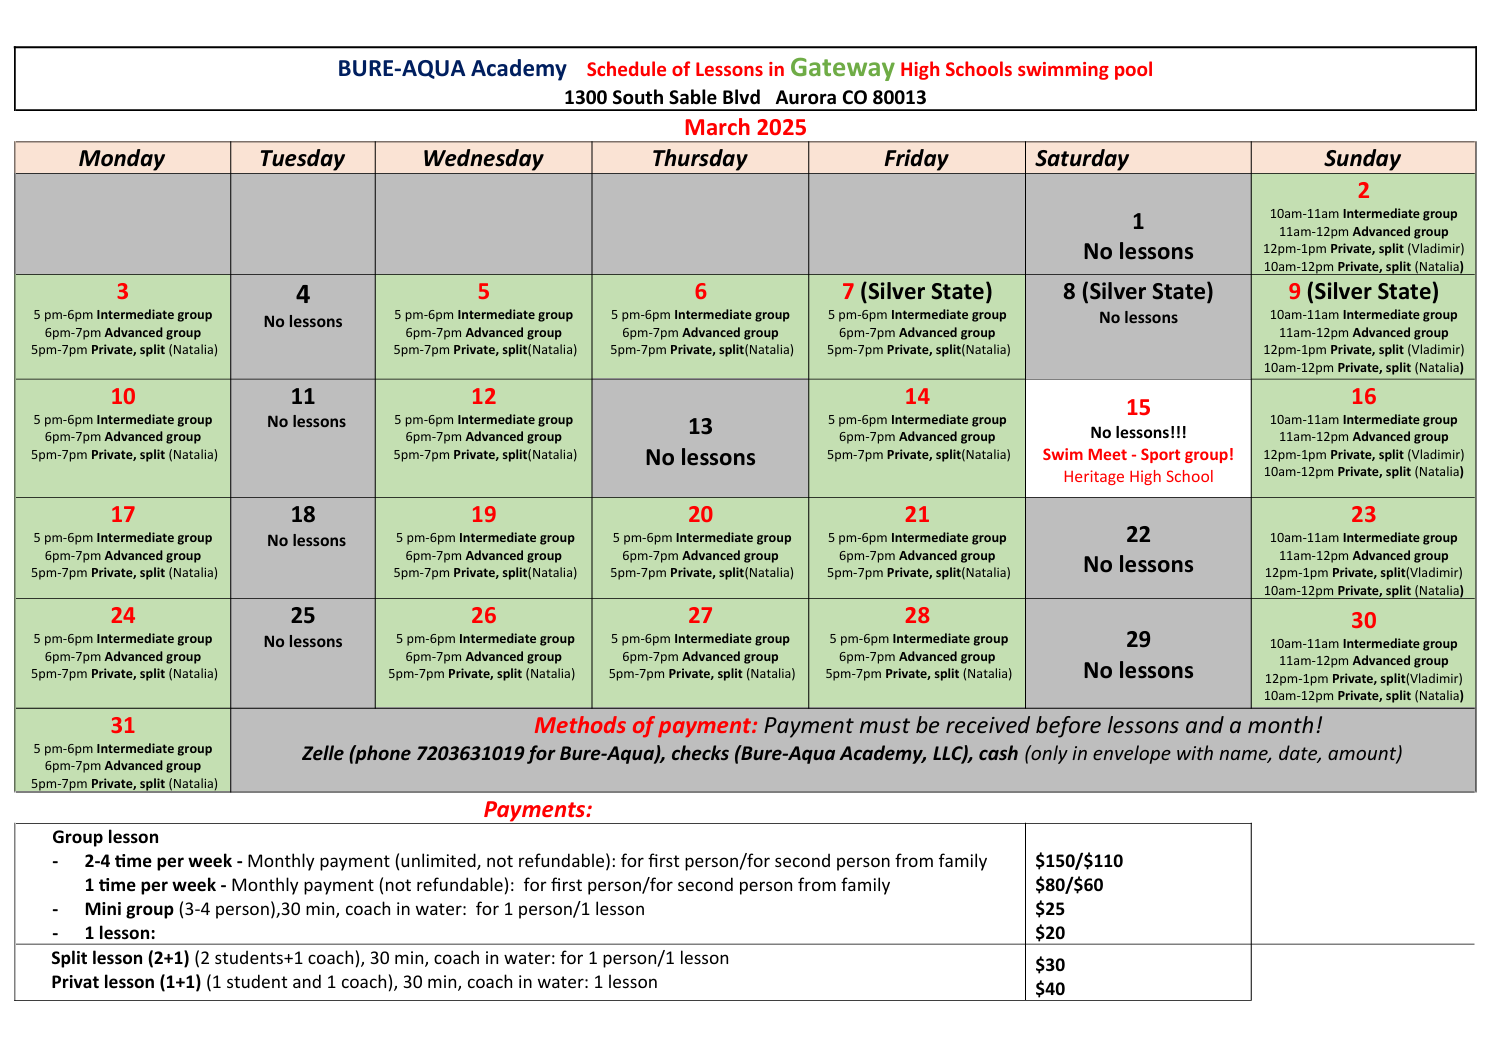 BURE-AQUA Academy Schedule of Lessons in Gateway High Schools swimming pool
1300 South Sable Blvd Aurora CO 80013
March 2025
Monday Tuesday Wednesday Thursday Friday Saturday Sunday
1
No lessons
2
10am-11am Intermediate group
11am-12pm Advanced group
12pm-1pm Private, split (Vladimir)
10am-12pm Private, split (Natalia)
3
5 pm-6pm Intermediate group
6pm-7pm Advanced group
5pm-7pm Private, split (Natalia)
4
No lessons
5
5 pm-6pm Intermediate group
6pm-7pm Advanced group
5pm-7pm Private, split(Natalia)
6
5 pm-6pm Intermediate group
6pm-7pm Advanced group
5pm-7pm Private, split(Natalia)
7 (Silver State)
5 pm-6pm Intermediate group
6pm-7pm Advanced group
5pm-7pm Private, split(Natalia)
8 (Silver State)
No lessons
9 (Silver State)
10am-11am Intermediate group
11am-12pm Advanced group
12pm-1pm Private, split (Vladimir)
10am-12pm Private, split (Natalia)
10
5 pm-6pm Intermediate group
6pm-7pm Advanced group
5pm-7pm Private, split (Natalia)
11
No lessons
12
5 pm-6pm Intermediate group
6pm-7pm Advanced group
5pm-7pm Private, split(Natalia)
13
No lessons
14
5 pm-6pm Intermediate group
6pm-7pm Advanced group
5pm-7pm Private, split(Natalia)
15
No lessons!!!
Swim Meet - Sport group!
Heritage High School
16
10am-11am Intermediate group
11am-12pm Advanced group
12pm-1pm Private, split (Vladimir)
10am-12pm Private, split (Natalia)
17
5 pm-6pm Intermediate group
6pm-7pm Advanced group
5pm-7pm Private, split (Natalia)
18
No lessons
19
5 pm-6pm Intermediate group
6pm-7pm Advanced group
5pm-7pm Private, split(Natalia)
20
5 pm-6pm Intermediate group
6pm-7pm Advanced group
5pm-7pm Private, split(Natalia)
21
5 pm-6pm Intermediate group
6pm-7pm Advanced group
5pm-7pm Private, split(Natalia)
22
No lessons
23
10am-11am Intermediate group
11am-12pm Advanced group
12pm-1pm Private, split(Vladimir)
10am-12pm Private, split (Natalia)
24
5 pm-6pm Intermediate group
6pm-7pm Advanced group
5pm-7pm Private, split (Natalia)
25
No lessons
26
5 pm-6pm Intermediate group
6pm-7pm Advanced group
5pm-7pm Private, split (Natalia)
27
5 pm-6pm Intermediate group
6pm-7pm Advanced group
5pm-7pm Private, split (Natalia)
28
5 pm-6pm Intermediate group
6pm-7pm Advanced group
5pm-7pm Private, split (Natalia)
29
No lessons
30
10am-11am Intermediate group
11am-12pm Advanced group
12pm-1pm Private, split(Vladimir)
10am-12pm Private, split (Natalia)
31
5 pm-6pm Intermediate group
6pm-7pm Advanced group
5pm-7pm Private, split (Natalia)
Methods of payment: Payment must be received before lessons and a month!
Zelle (phone 7203631019 for Bure-Aqua), checks (Bure-Aqua Academy, LLC), cash (only in envelope with name, date, amount)
Payments:
Group lesson
- 2-4 time per week - Monthly payment (unlimited, not refundable): for first person/for second person from family $150/$110
1 time per week - Monthly payment (not refundable): for first person/for second person from family $80/$60
- Mini group (3-4 person),30 min, coach in water: for 1 person/1 lesson $25
- 1 lesson: $20
Split lesson (2+1) (2 students+1 coach), 30 min, coach in water: for 1 person/1 lesson $30
Privat lesson (1+1) (1 student and 1 coach), 30 min, coach in water: 1 lesson $40